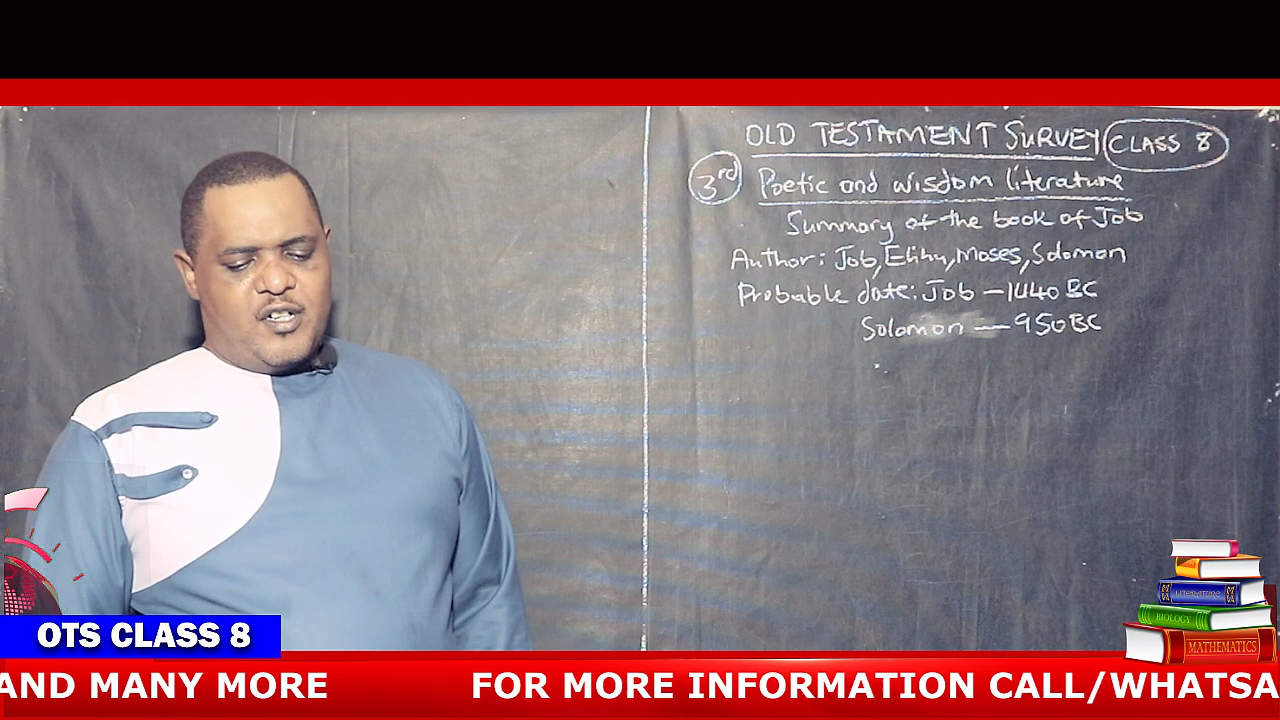 OLD TESTAMENT SURVEY CLASS 8
3rd Poetic and wisdom literature
Summary of the book of Job
Author: Job, Elihu, Moses, Solomon
Probable date: Job — 1440 BC
Solomon — 950 BC
LITERATURE
BIOLOGY
MATHEMATICS
OTS CLASS 8
AND MANY MORE FOR MORE INFORMATION CALL/WHATSA